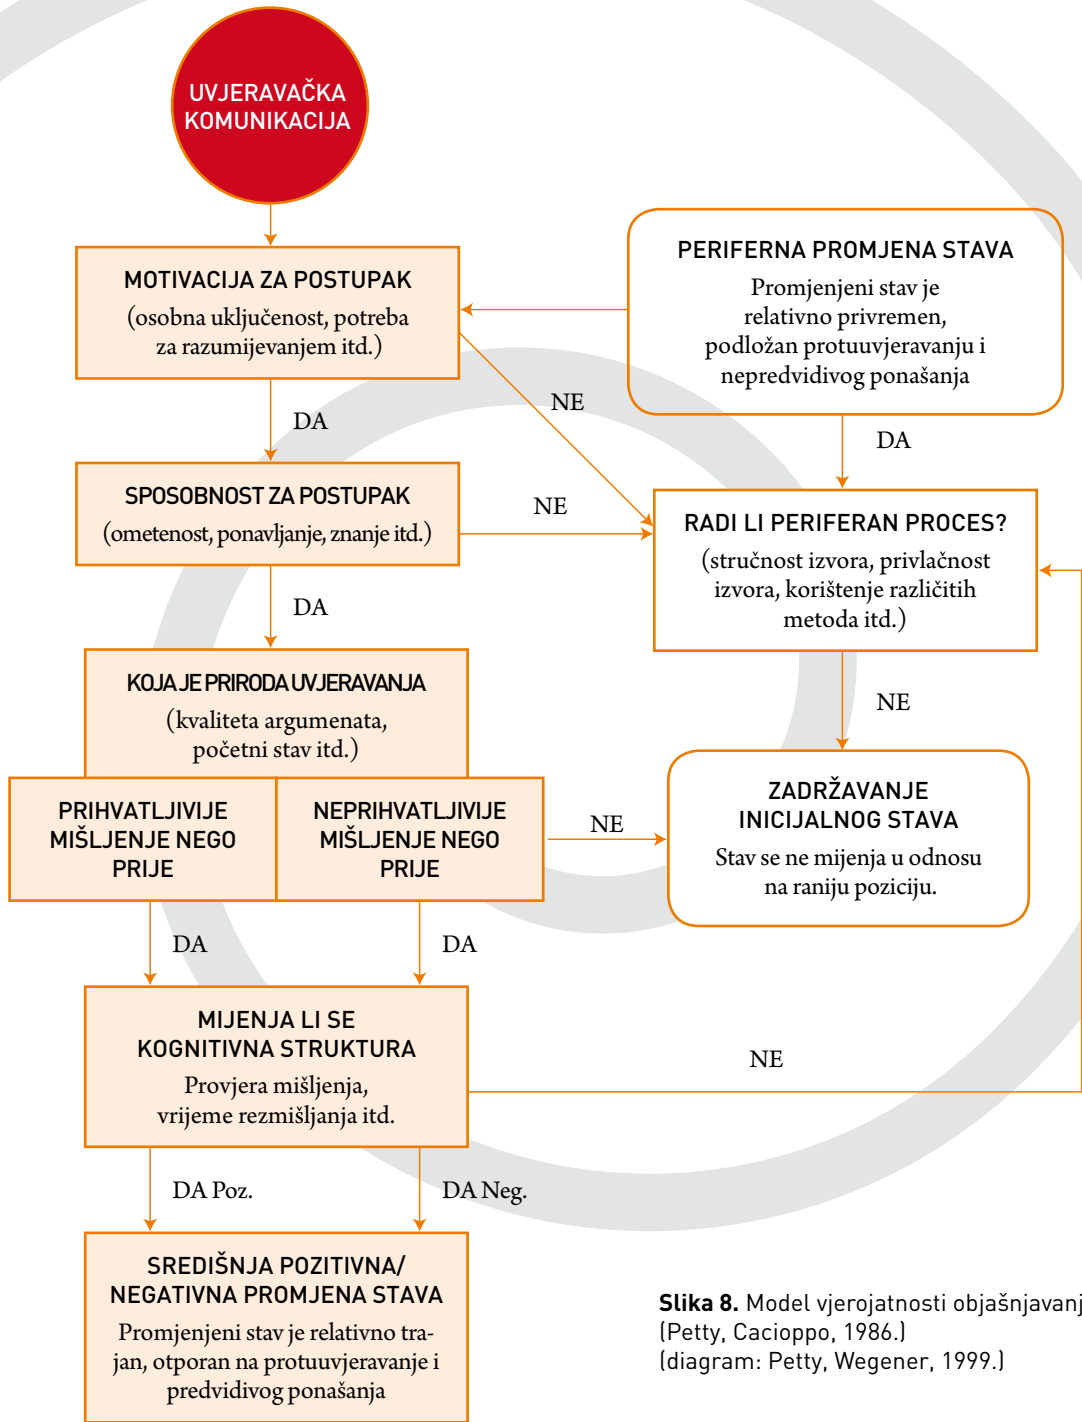 UVJERAVAČKA
KOMUNIKACIJA
MOTIVACIJA ZA POSTUPAK
(osobna uključenost, potreba
za razumijevanjem itd.)
PERIFERNA PROMJENA STAVA
Promjenjeni stav je
relativno privremen,
podložan protuuvjeravanju i
nepredvidivog ponašanja
NE
DA
DA
SPOSOBNOST ZA POSTUPAK
(ometenost, ponavljanje, znanje itd.)
NE
RADI LI PERIFERAN PROCES?
(stručnost izvora, privlačnost
izvora, korištenje različitih
metoda itd.)
DA
KOJA JE PRIRODA UVJERAVANJA
(kvaliteta argumenata,
početni stav itd.)
NE
PRIHVATLJIVIJE
MIŠLJENJE NEGO
PRIJE
NEPRIHVATLJIVIJE
MIŠLJENJE NEGO
PRIJE
NE
ZADRŽAVANJE
INICIJALNOG STAVA
Stav se ne mijenja u odnosu
na raniju poziciju.
DA
DA
MIJENJA LI SE
KOGNITIVNA STRUKTURA
Provjera mišljenja,
vrijeme rezmišljanja itd.
NE
DA Poz.
DA Neg.
SREDIŠNJA POZITIVNA/
NEGATIVNA PROMJENA STAVA
Promjenjeni stav je relativno tra-
jan, otporan na protuuvjeravanje i
predvidivog ponašanja
Slika 8. Model vjerojatnosti objašnjavanj
(Petty, Cacioppo, 1986.)
(diagram: Petty, Wegener, 1999.)